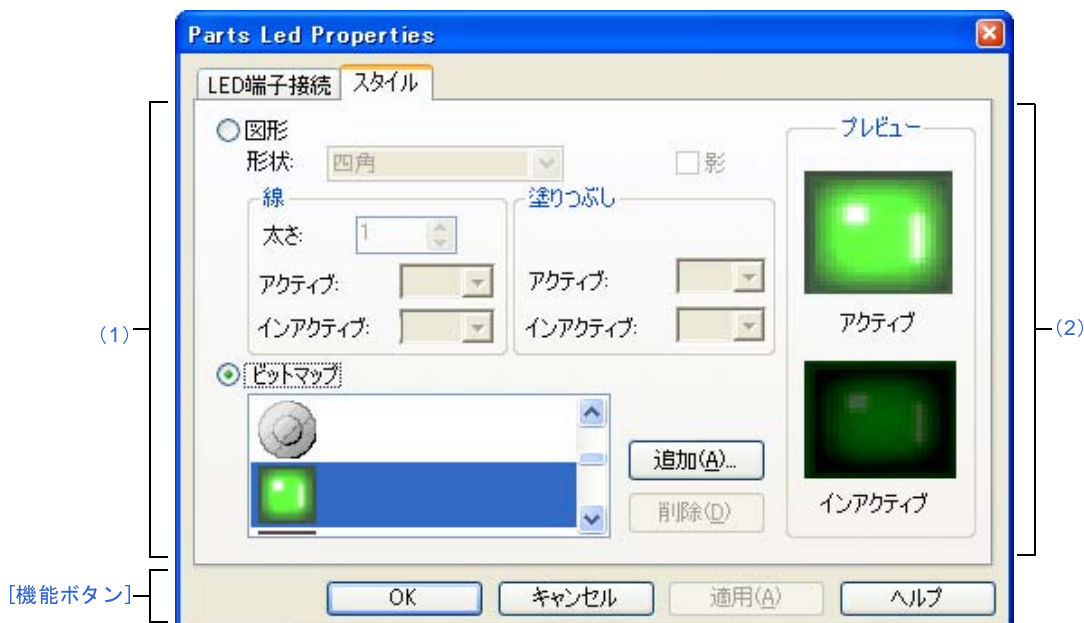 Parts Led Properties
LED端子接続 スタイル
図形
形状: 四角 影
線
太さ: 1
アクティブ:
インアクティブ:
塗りつぶし
アクティブ:
インアクティブ:
ビットマップ
追加(A)...
削除(D)
プレビュー
アクティブ
インアクティブ
(1)
(2)
[機能ボタン]
OK キャンセル 適用(A) ヘルプ